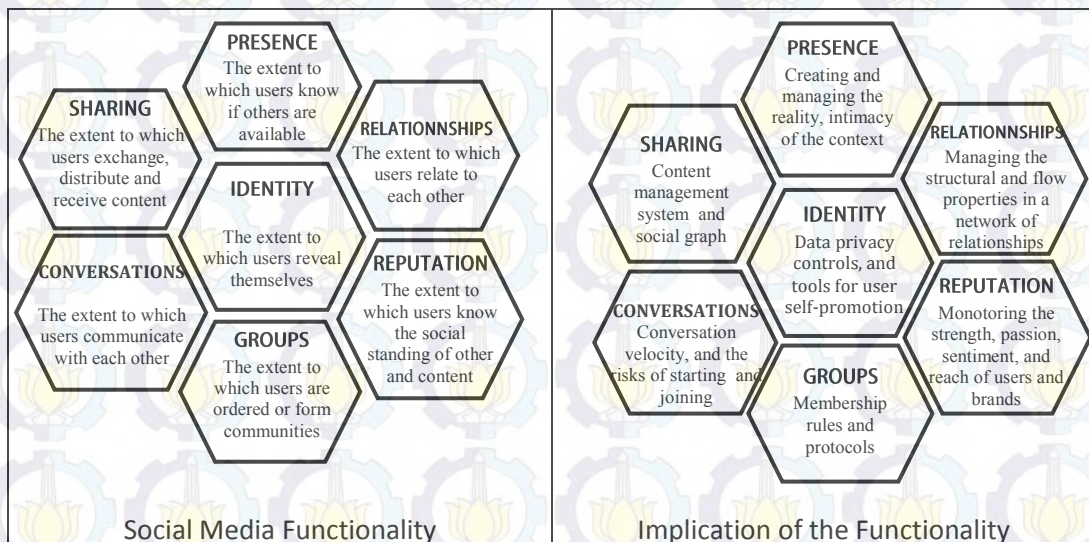 PRESENCE
The extent to
which users know
if others are
available
SHARING
The extent to which
users exchange,
distribute and
receive content
RELATIONNSHIPS
The extent to which
users relate to
each other
IDENTITY
The extent to
which users reveal
themselves
CONVERSATIONS
The extent to which
users communicate
with each other
REPUTATION
The extent to
which users know
the social
standing of other
and content
GROUPS
The extent to
which users are
ordered or form
communities
Social Media Functionality
PRESENCE
Creating and
managing the
reality, intimacy
of the context
SHARING
Content
management
system and
social graph
RELATIONNSHIPS
Managing the
structural and flow
properties in a
network of
relationships
IDENTITY
Data privacy
controls, and
tools for user
self-promotion
CONVERSATIONS
Conversation
velocity, and the
risks of starting and
joining
REPUTATION
Monotoring the
strength, passion,
sentiment, and
reach of users and
brands
GROUPS
Membership
rules and
protocols
Implication of the Functionality